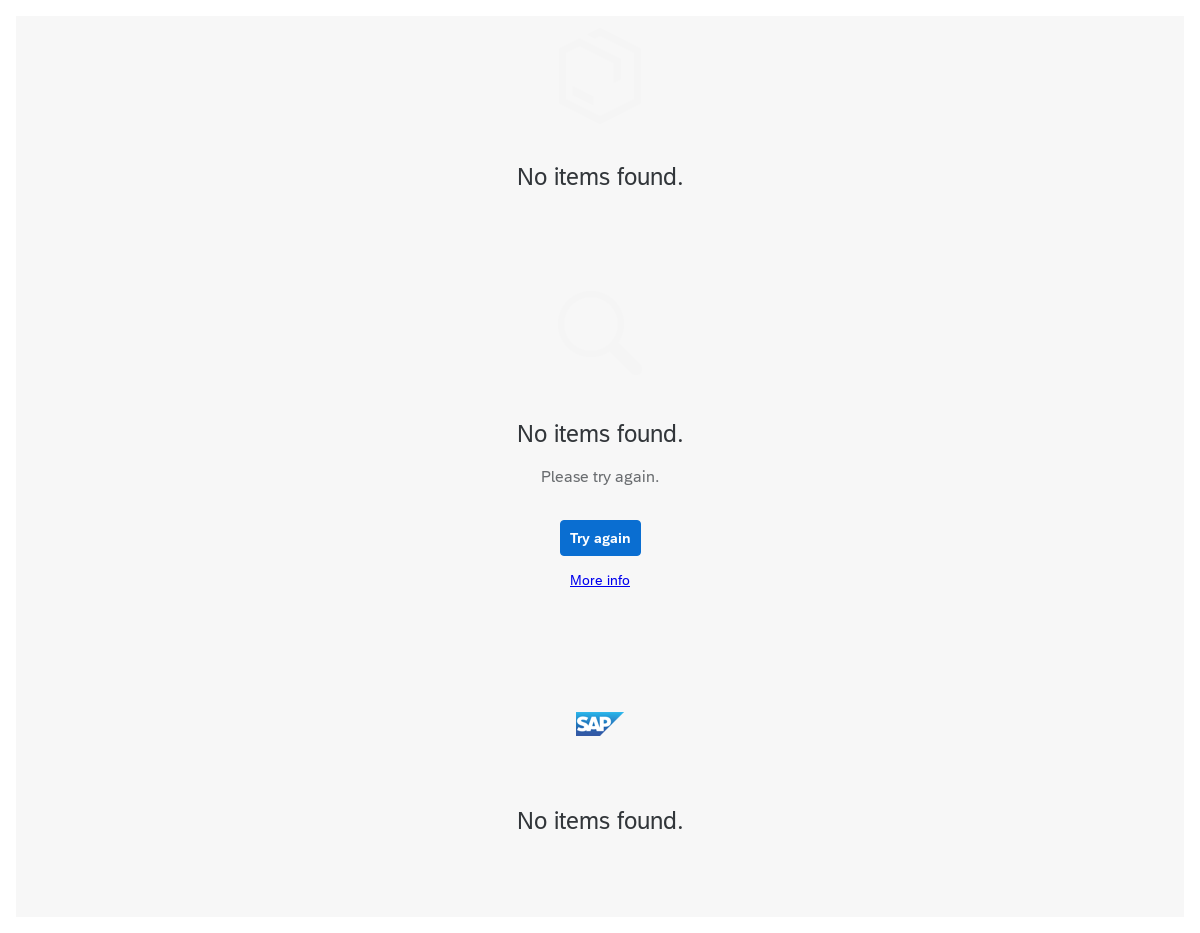 No items found.
No items found.
Please try again.
Try again
More info
SAP
No items found.